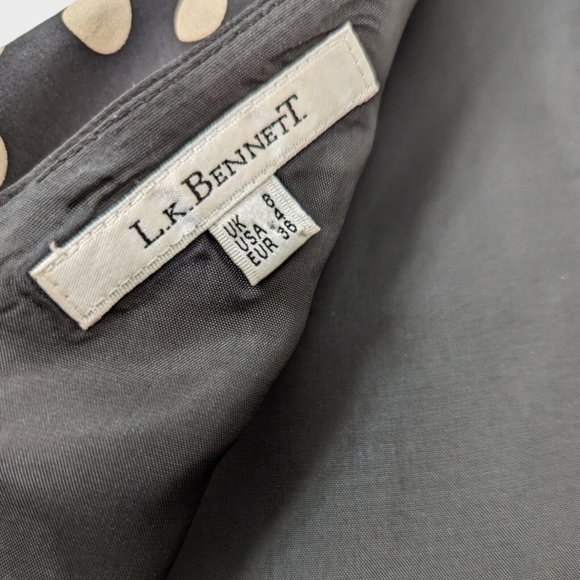 L.K.BENNETT.
UK 8
USA 4
EUR 36